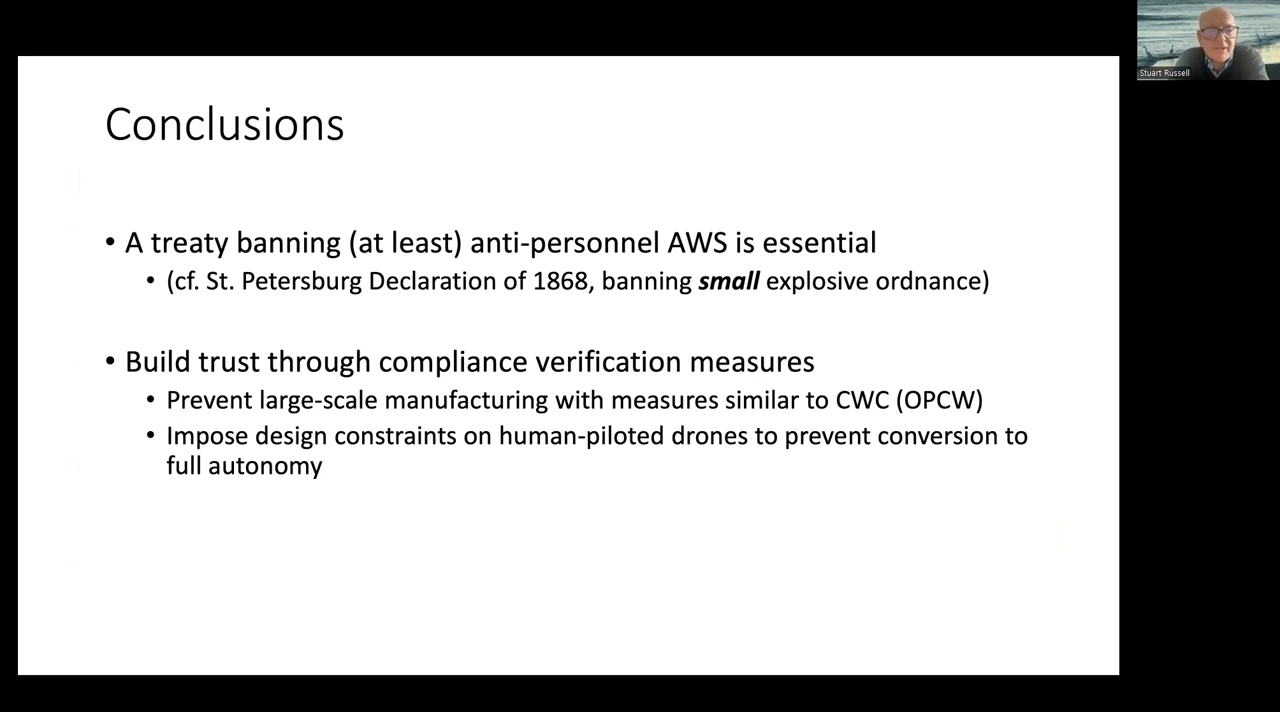 Conclusions
• A treaty banning (at least) anti-personnel AWS is essential
• (cf. St. Petersburg Declaration of 1868, banning small explosive ordnance)
• Build trust through compliance verification measures
• Prevent large-scale manufacturing with measures similar to CWC (OPCW)
• Impose design constraints on human-piloted drones to prevent conversion to
full autonomy
Stuart Russell